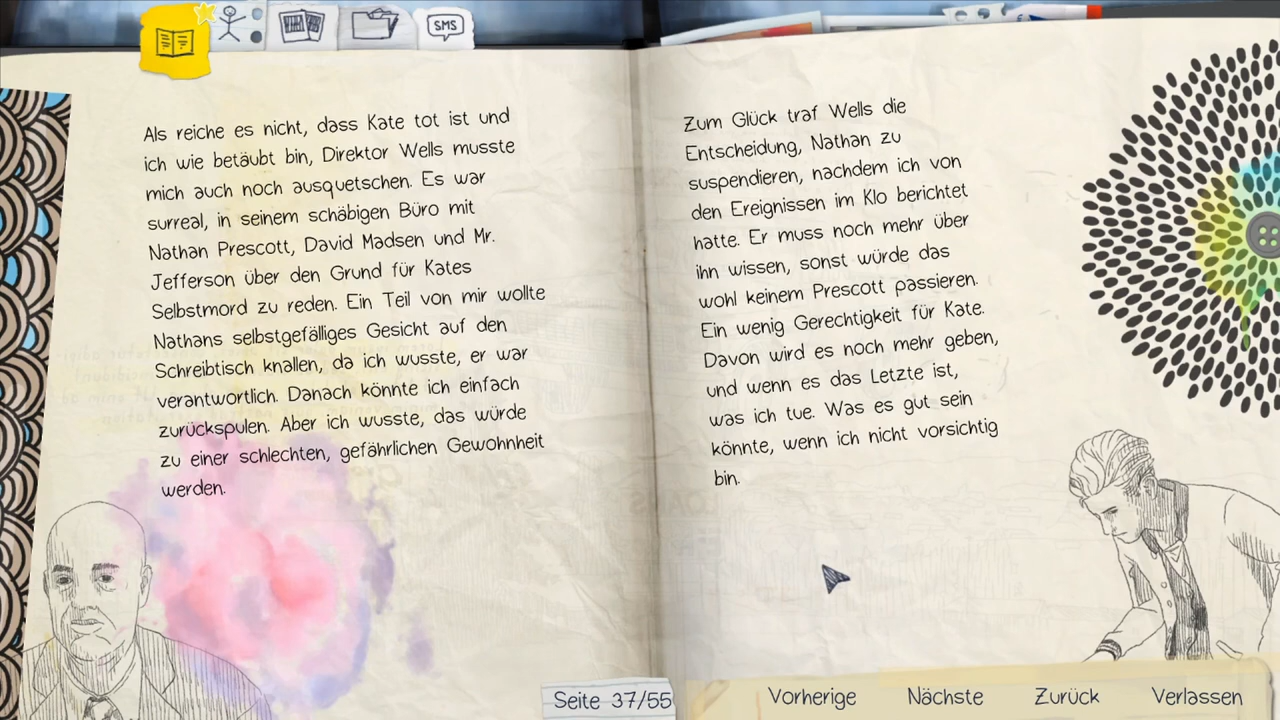 SMS
Als reiche es nicht, dass Kate tot ist und
ich wie betäubt bin, Direktor Wells musste
mich auch noch ausquetschen. Es war
surreal, in seinem schäbigen Büro mit
Nathan Prescott, David Madsen und Mr.
Jefferson über den Grund für Kates
Selbstmord zu reden. Ein Teil von mir wollte
Nathans selbstgefälliges Gesicht auf den
Schreibtisch knallen, da ich wusste, er war
verantwortlich. Danach könnte ich einfach
zurückspulen. Aber ich wusste, das würde
zu einer schlechten, gefährlichen Gewohnheit
werden.
Zum Glück traf Wells die
Entscheidung, Nathan zu
suspendieren, nachdem ich von
den Ereignissen im Klo berichtet
hatte. Er muss noch mehr über
ihn wissen, sonst würde das
wohl keinem Prescott passieren.
Ein wenig Gerechtigkeit für Kate.
Davon wird es noch mehr geben,
und wenn es das Letzte ist,
was ich tue. Was es gut sein
könnte, wenn ich nicht vorsichtig
bin.
Seite 37/55
Vorherige
Nächste
Zurück
Verlassen